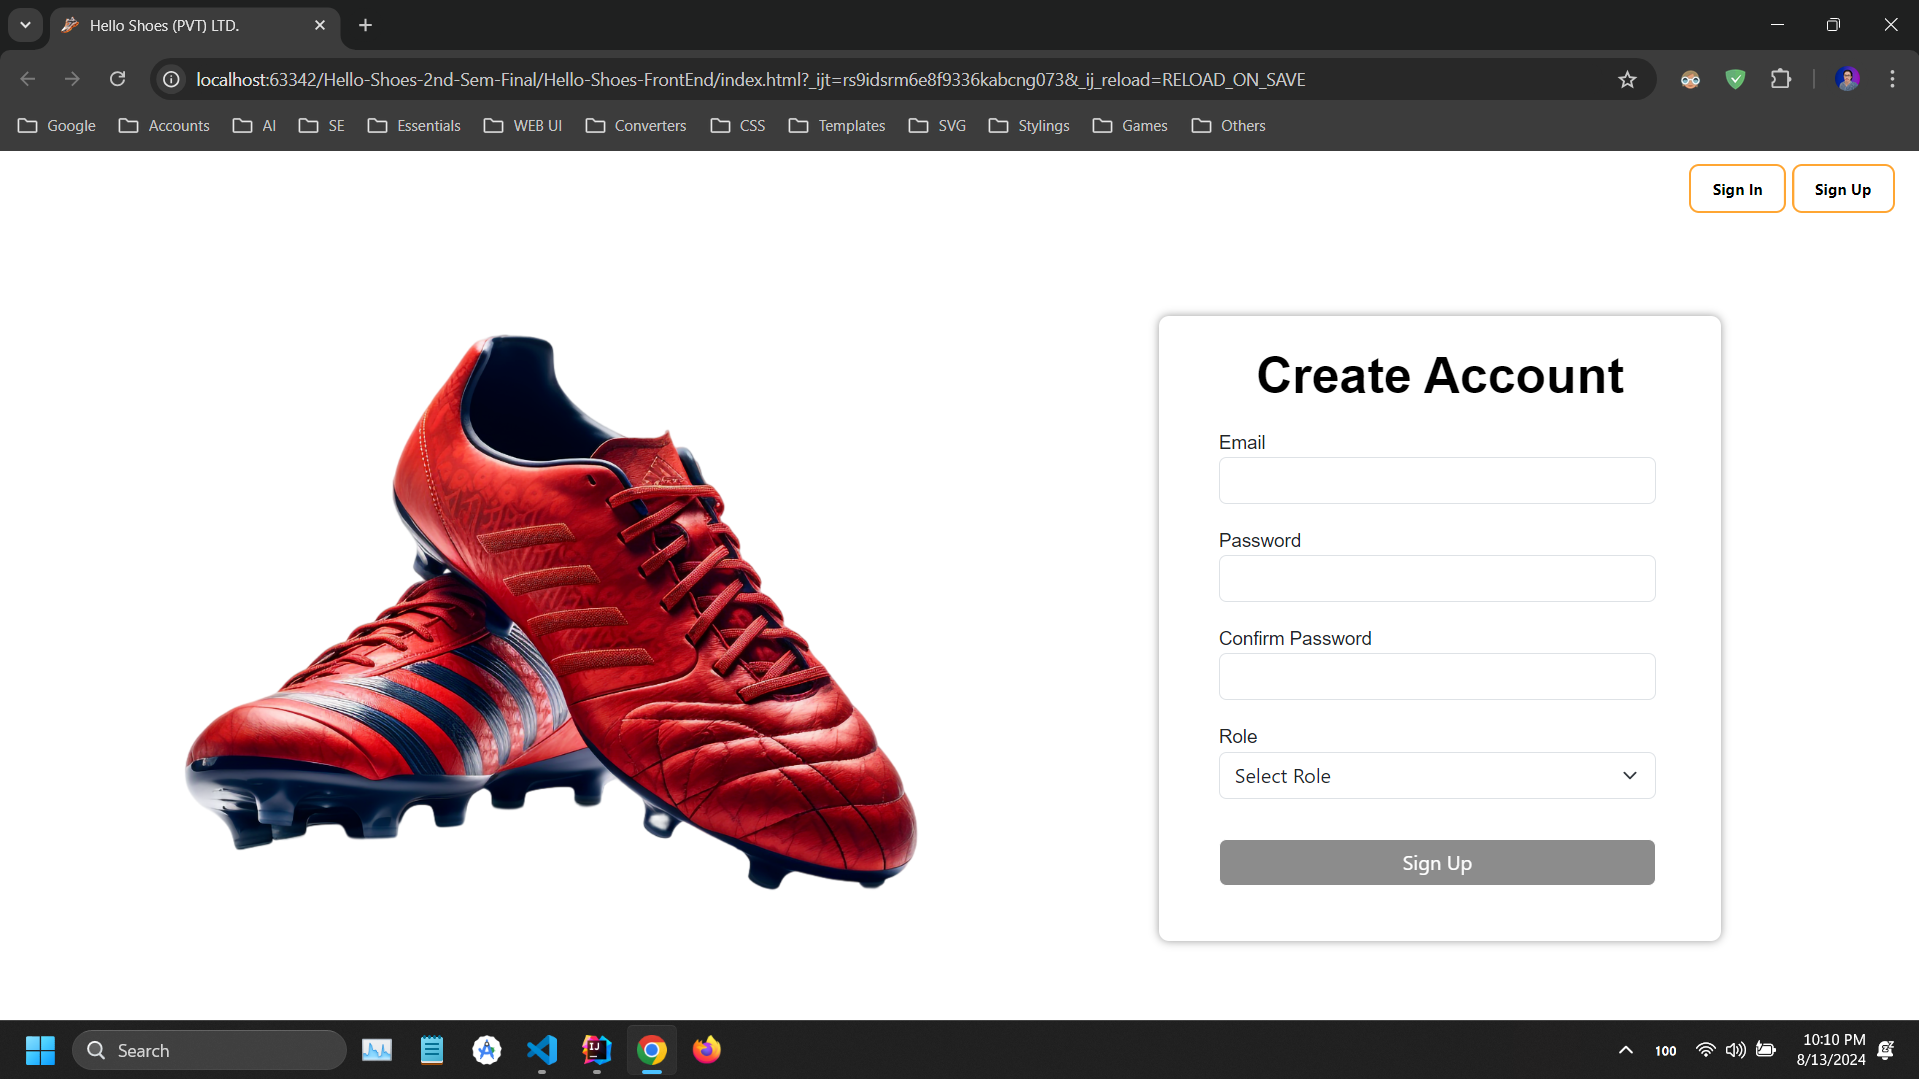 Hello Shoes (PVT) LTD.
localhost:63342/Hello-Shoes-2nd-Sem-Final/Hello-Shoes-FrontEnd/index.html?_ijt=rs9idsrm6e8f9336kabcng073&_ij_reload=RELOAD_ON_SAVE
Google Accounts AI SE Essentials WEB UI Converters CSS Templates SVG Stylings Games Others
Sign In Sign Up
Create Account
Email
Password
Confirm Password
Role
Select Role
Sign Up
Search
100
10:10 PM
8/13/2024